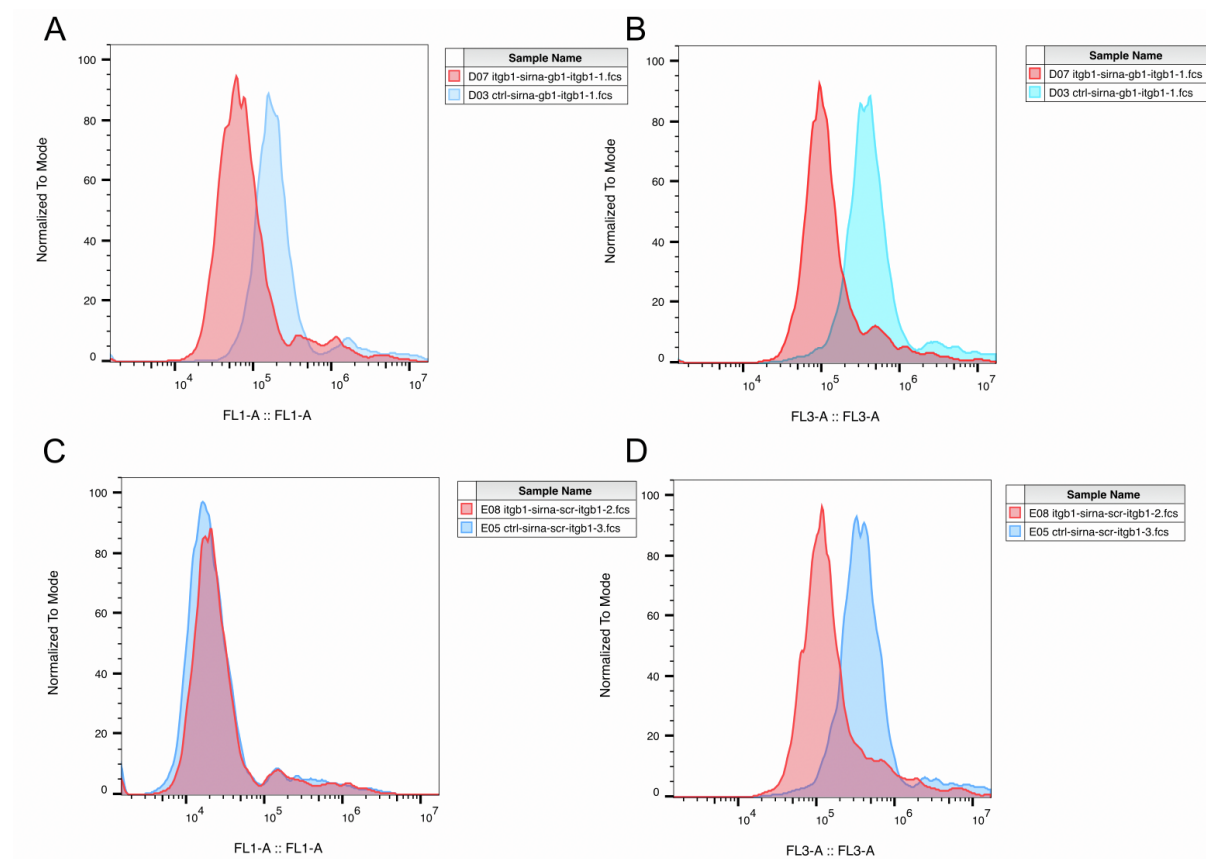 A
100
80
60
40
20
0
Normalized To Mode
10^4 10^5 10^6 10^7
FL1-A :: FL1-A
Sample Name
D07 itgb1-sirna-gb1-itgb1-1.fcs
D03 ctrl-sirna-gb1-itgb1-1.fcs
B
100
80
60
40
20
0
Normalized To Mode
10^4 10^5 10^6 10^7
FL3-A :: FL3-A
Sample Name
D07 itgb1-sirna-gb1-itgb1-1.fcs
D03 ctrl-sirna-gb1-itgb1-1.fcs
C
100
80
60
40
20
0
Normalized To Mode
10^4 10^5 10^6 10^7
FL1-A :: FL1-A
Sample Name
E08 itgb1-sirna-scr-itgb1-2.fcs
E05 ctrl-sirna-scr-itgb1-3.fcs
D
100
80
60
40
20
0
Normalized To Mode
10^4 10^5 10^6 10^7
FL3-A :: FL3-A
Sample Name
E08 itgb1-sirna-scr-itgb1-2.fcs
E05 ctrl-sirna-scr-itgb1-3.fcs